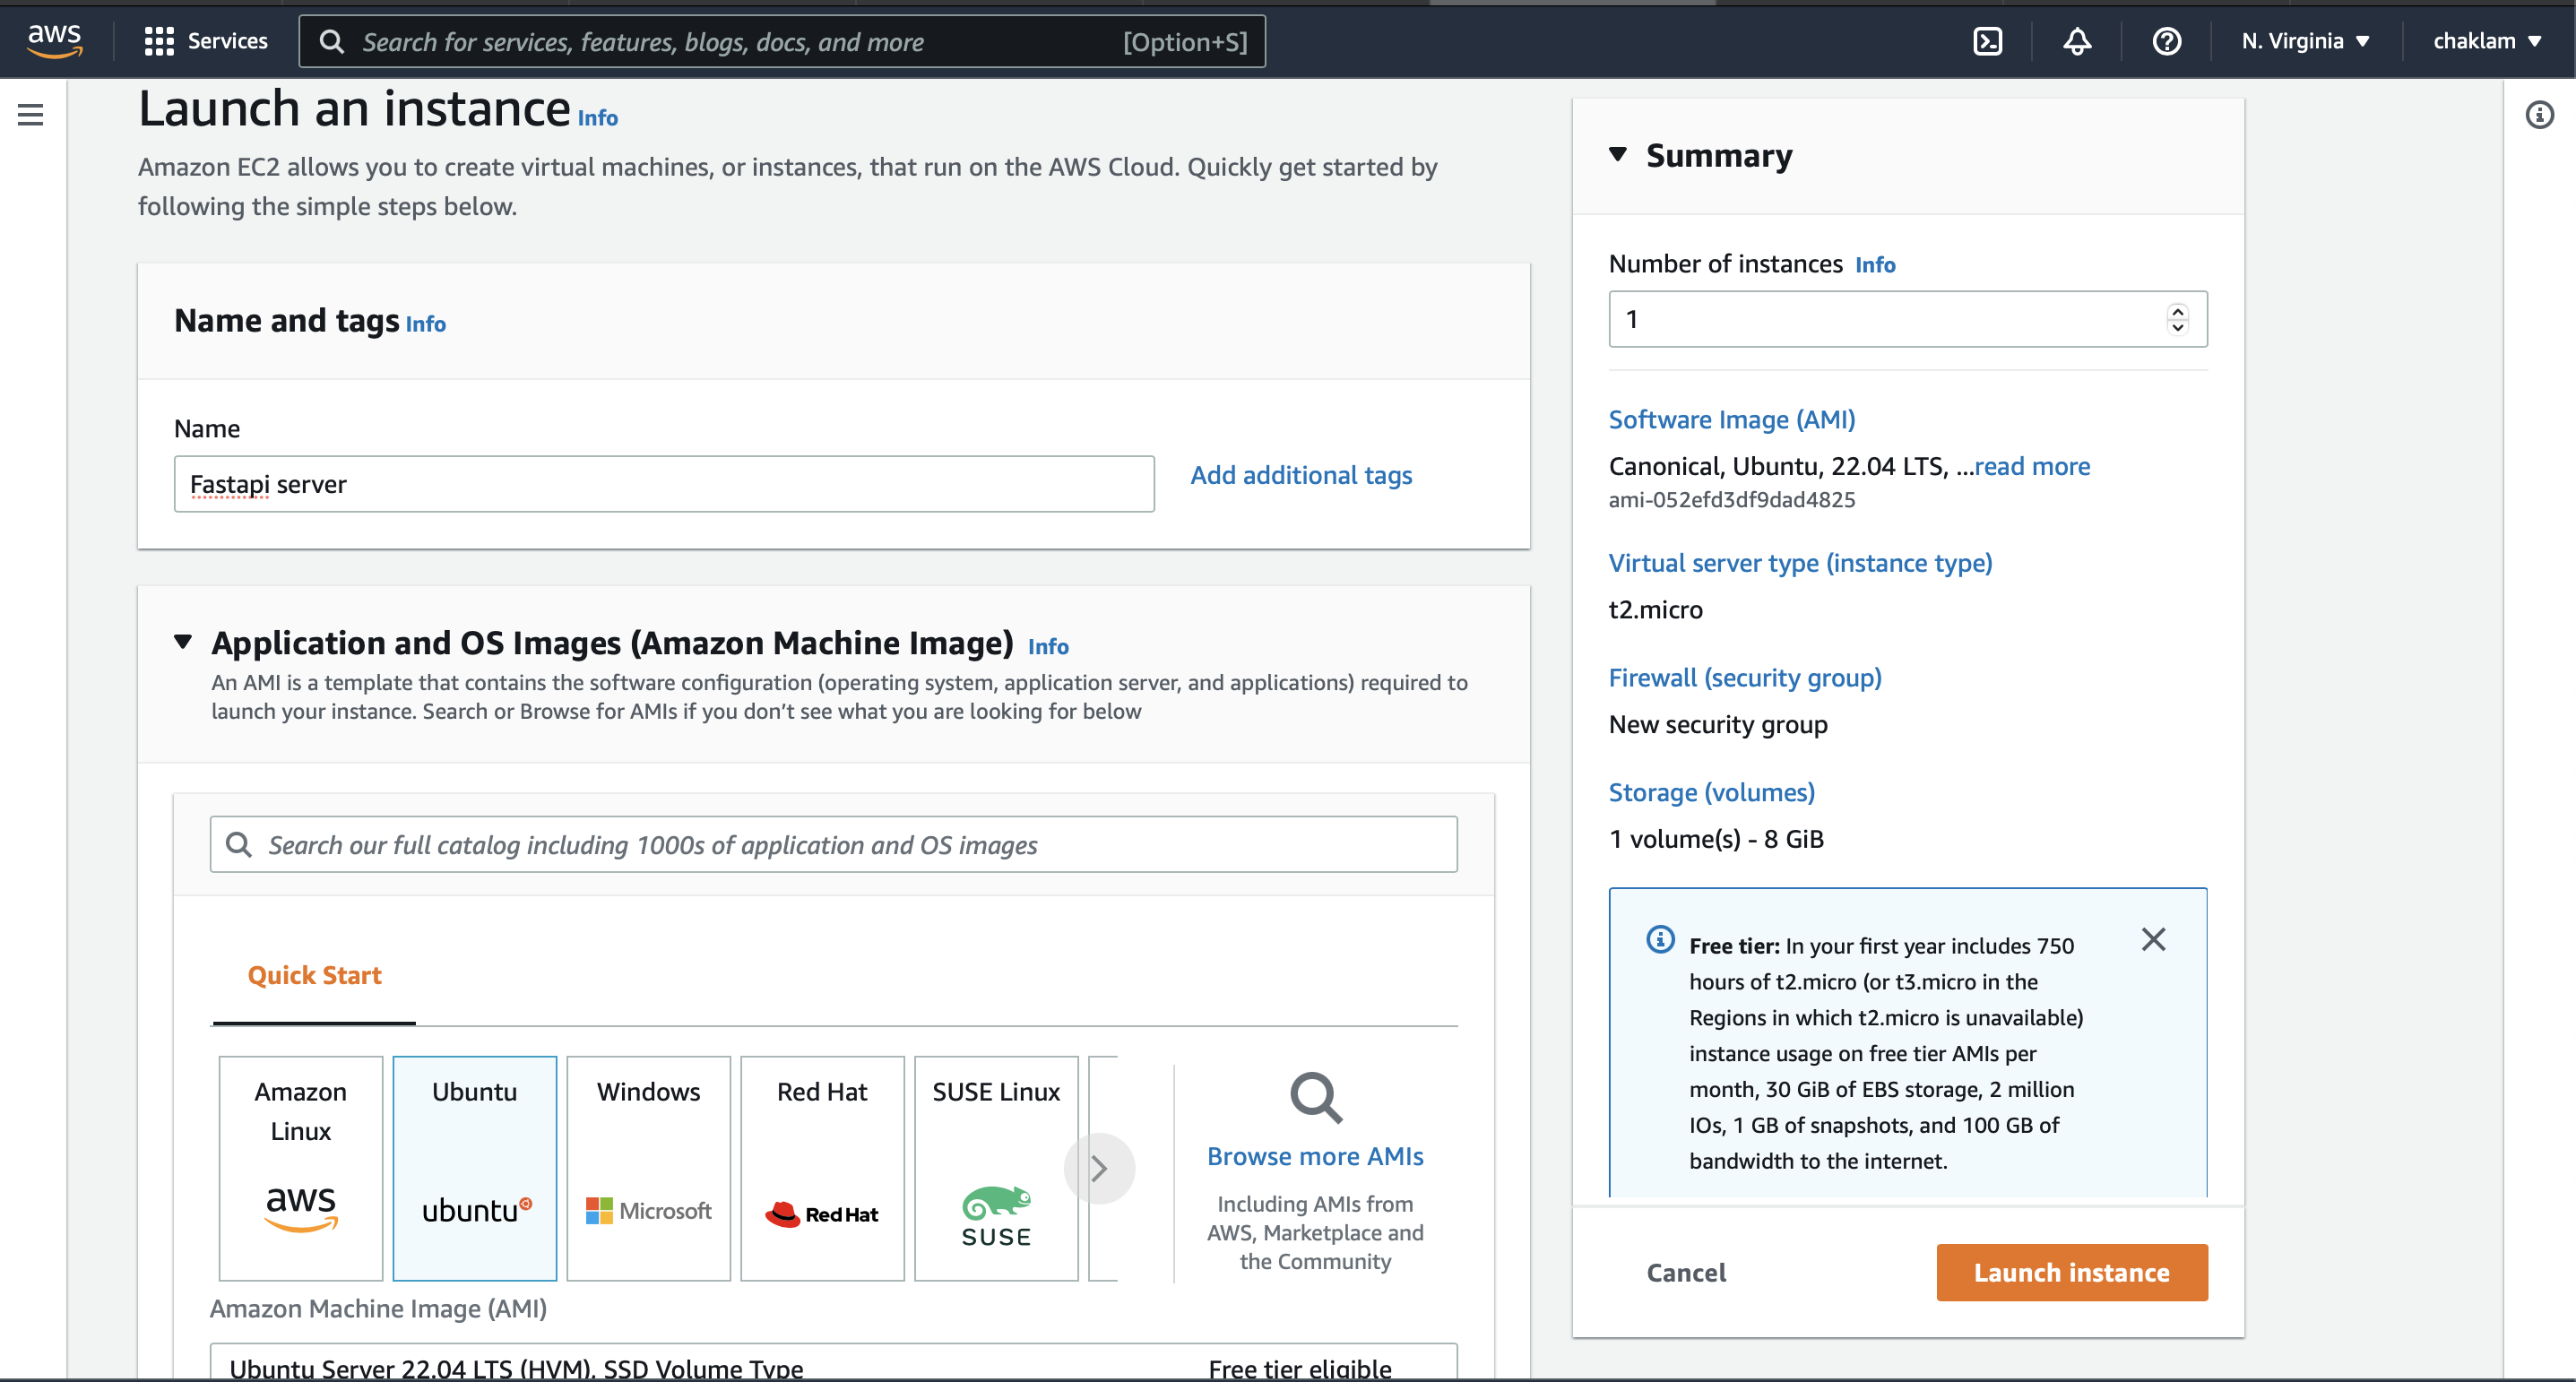 aws
Services
Search for services, features, blogs, docs, and more
[Option+S]
N. Virginia
chaklam
Launch an instance Info
Amazon EC2 allows you to create virtual machines, or instances, that run on the AWS Cloud. Quickly get started by
following the simple steps below.
Name and tags Info
Name
Fastapi server
Add additional tags
Application and OS Images (Amazon Machine Image) Info
An AMI is a template that contains the software configuration (operating system, application server, and applications) required to
launch your instance. Search or Browse for AMIs if you don’t see what you are looking for below
Search our full catalog including 1000s of application and OS images
Quick Start
Amazon
Linux
aws
Ubuntu
ubuntu
Windows
Microsoft
Red Hat
Red Hat
SUSE Linux
SUSE
Browse more AMIs
Including AMIs from
AWS, Marketplace and
the Community
Amazon Machine Image (AMI)
Ubuntu Server 22.04 LTS (HVM), SSD Volume Type
Free tier eligible
Summary
Number of instances Info
1
Software Image (AMI)
Canonical, Ubuntu, 22.04 LTS, ...read more
ami-052efd3df9dad4825
Virtual server type (instance type)
t2.micro
Firewall (security group)
New security group
Storage (volumes)
1 volume(s) - 8 GiB
Free tier: In your first year includes 750
hours of t2.micro (or t3.micro in the
Regions in which t2.micro is unavailable)
instance usage on free tier AMIs per
month, 30 GiB of EBS storage, 2 million
IOs, 1 GB of snapshots, and 100 GB of
bandwidth to the internet.
Cancel
Launch instance